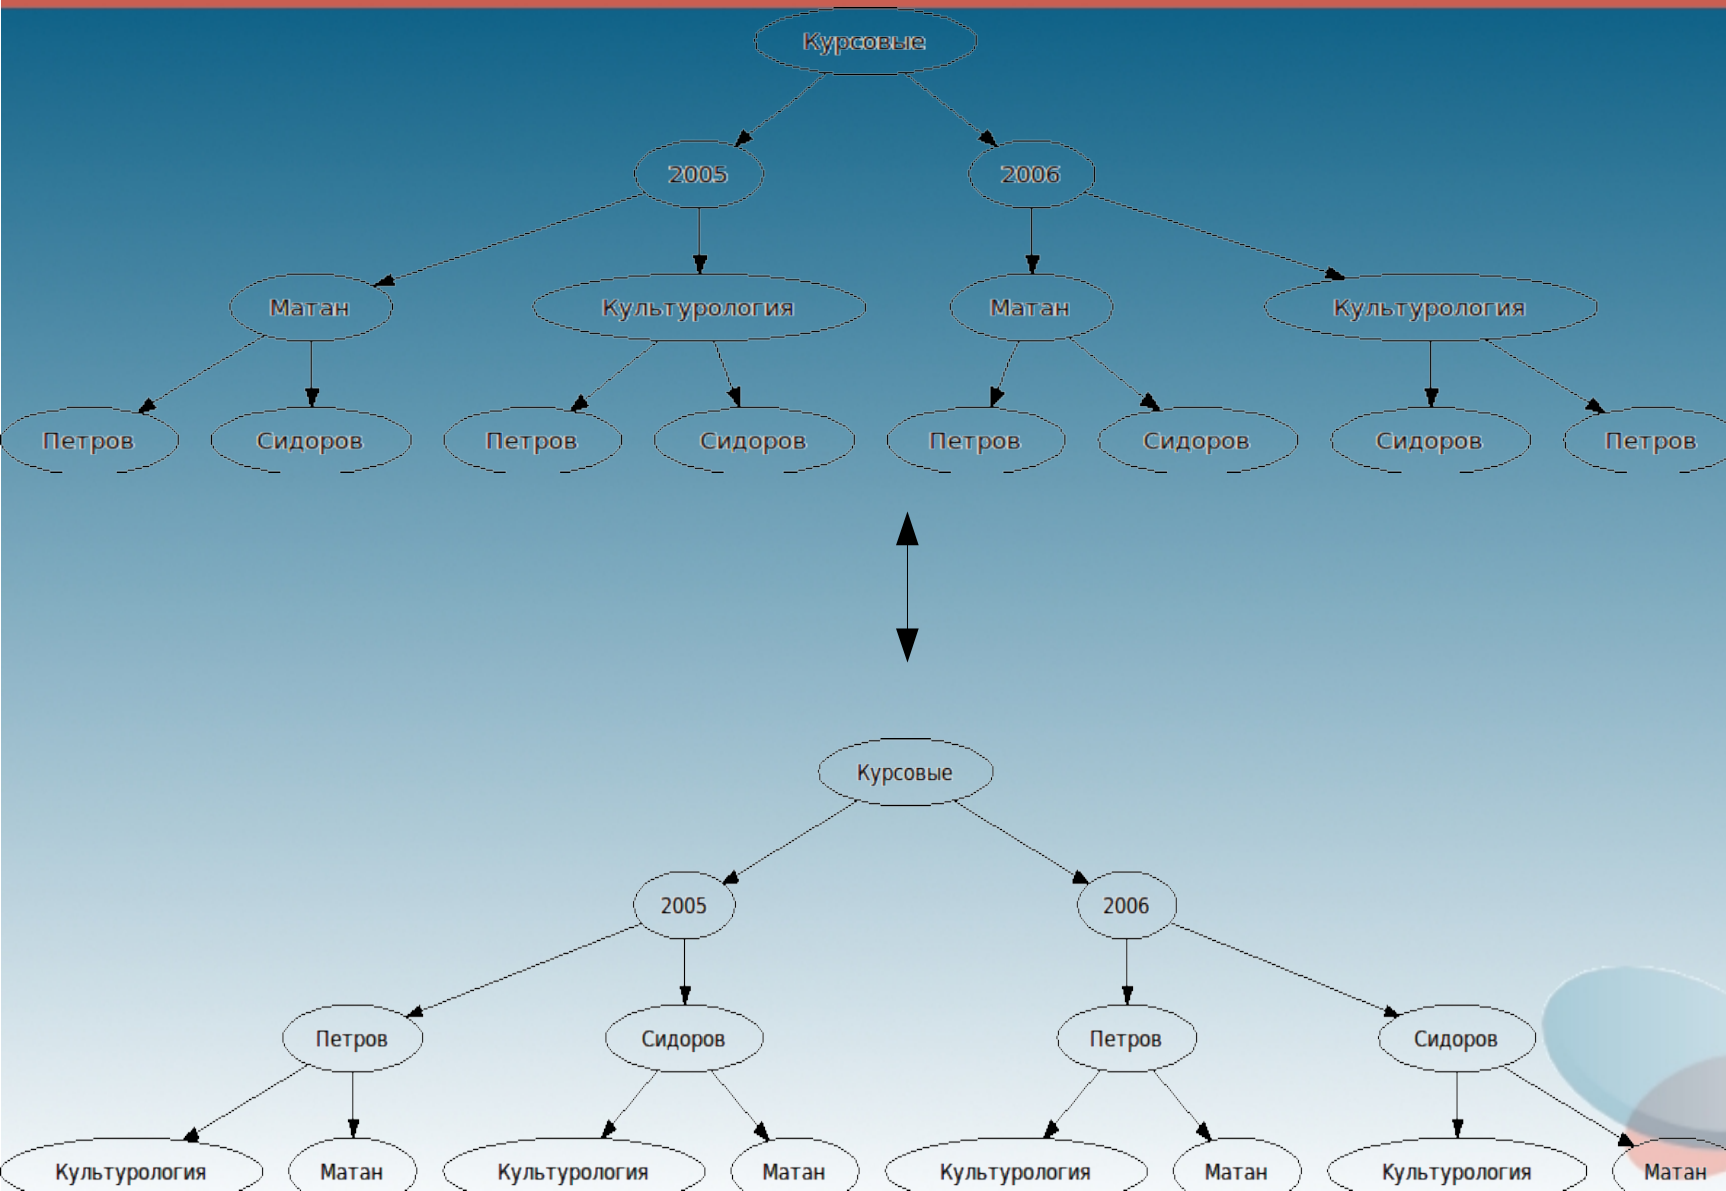 Курсовые
2005 2006
Матан Культурология Матан Культурология
Петров Сидоров Петров Сидоров Петров Сидоров Сидоров Петров
Курсовые
2005 2006
Петров Сидоров Петров Сидоров
Культурология Матан Культурология Матан Культурология Матан Культурология Матан